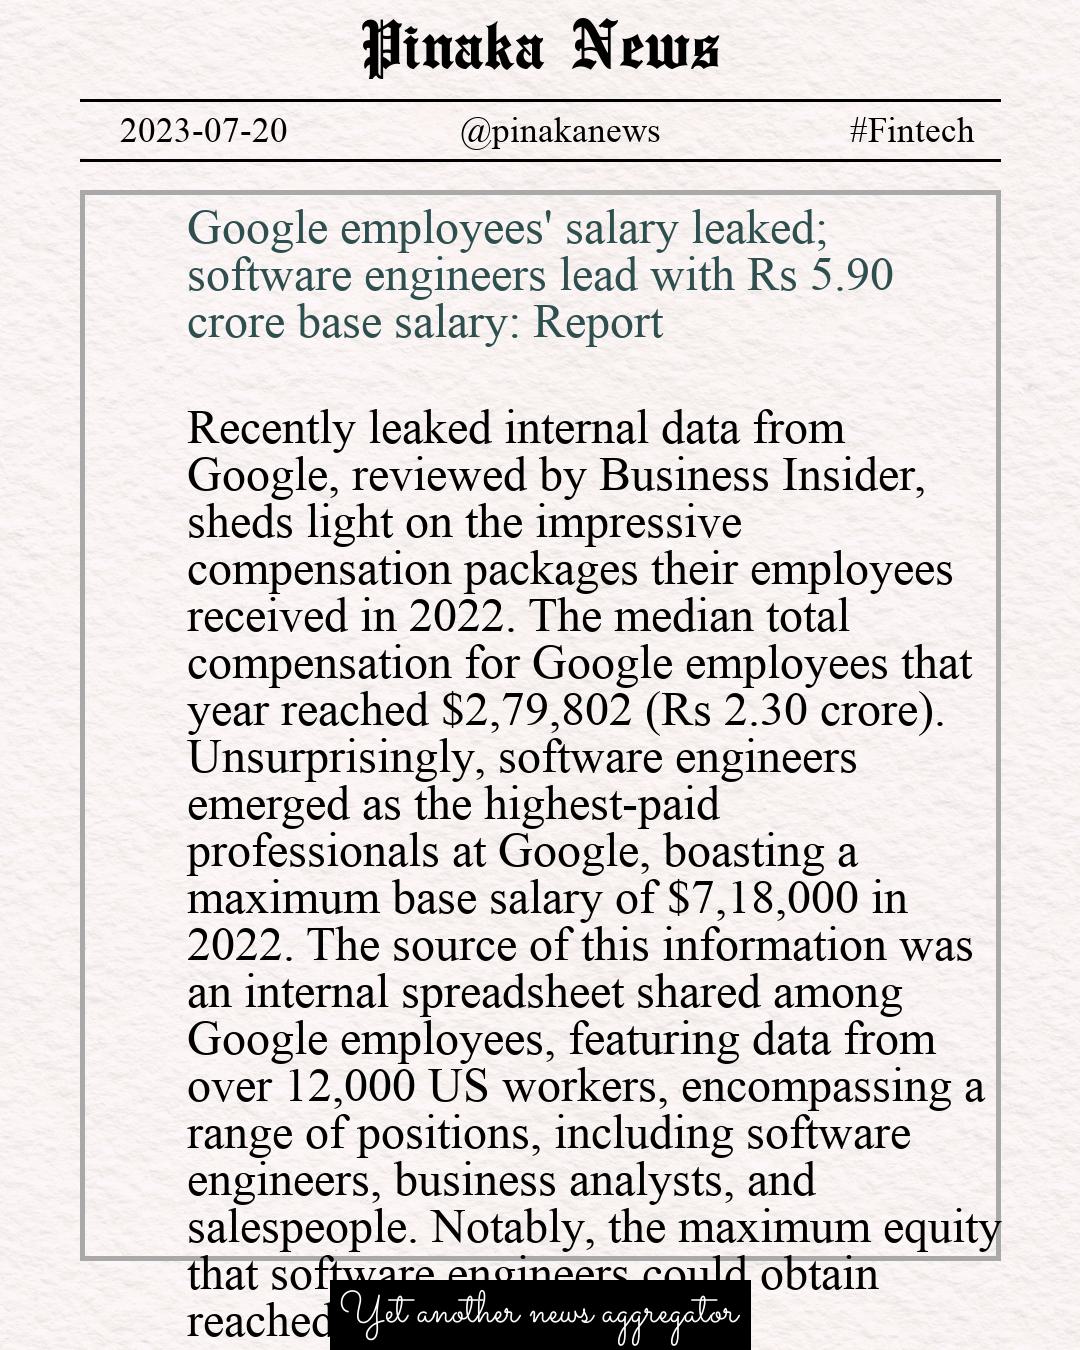 Pinaka News
2023-07-20 @pinakanews #Fintech
Google employees' salary leaked;
software engineers lead with Rs 5.90
crore base salary: Report
Recently leaked internal data from
Google, reviewed by Business Insider,
sheds light on the impressive
compensation packages their employees
received in 2022. The median total
compensation for Google employees that
year reached $2,79,802 (Rs 2.30 crore).
Unsurprisingly, software engineers
emerged as the highest-paid
professionals at Google, boasting a
maximum base salary of $7,18,000 in
2022. The source of this information was
an internal spreadsheet shared among
Google employees, featuring data from
over 12,000 US workers, encompassing a
range of positions, including software
engineers, business analysts, and
salespeople. Notably, the maximum equity
that software engineers could obtain
reached
Yet another news aggregator